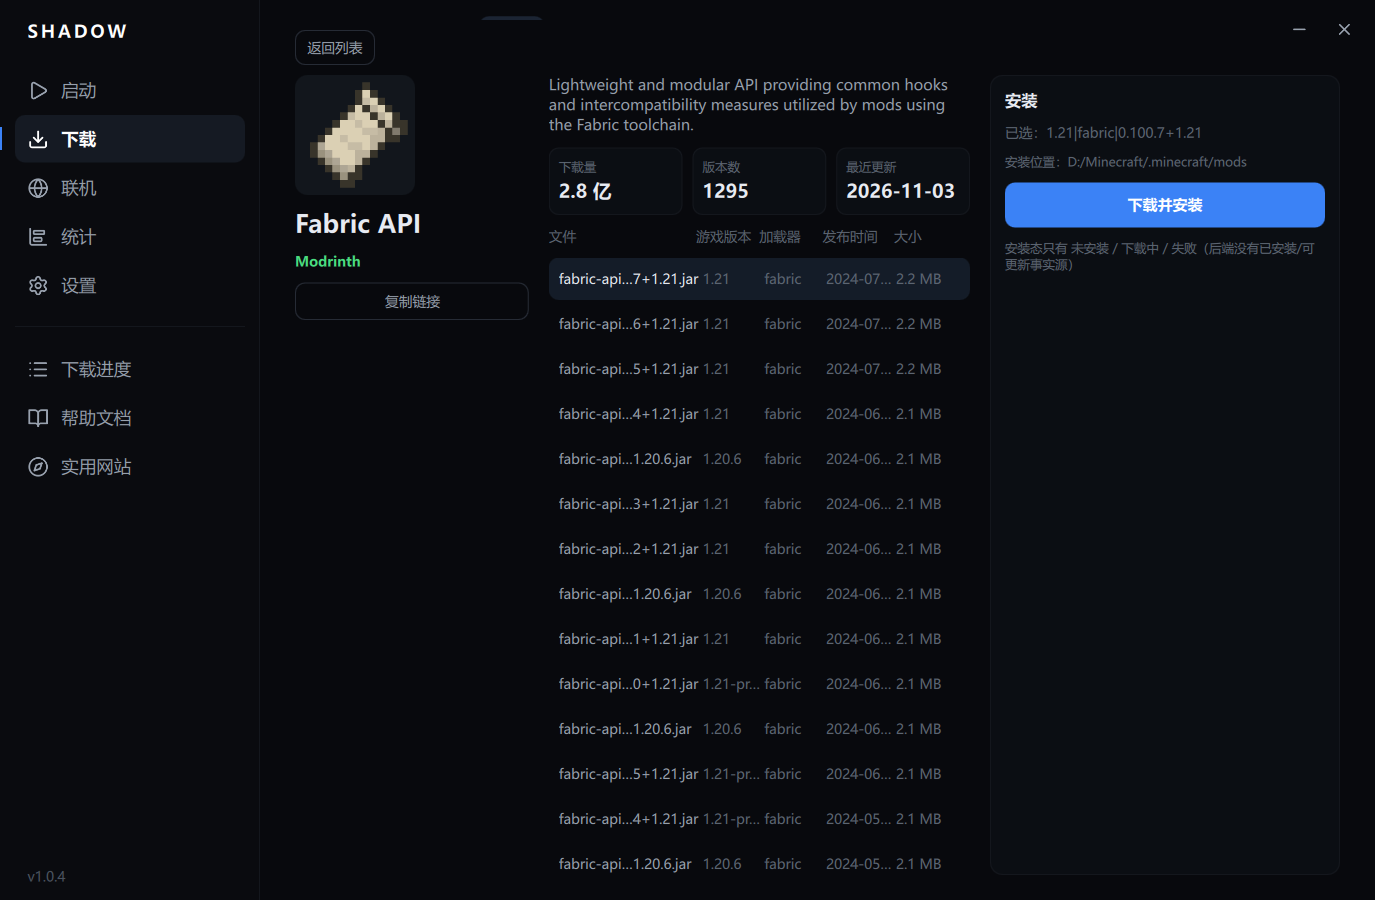 SHADOW
启动
下载
联机
统计
设置
下载进度
帮助文档
实用网站
v1.0.4
返回列表
Fabric API
Modrinth
复制链接
Lightweight and modular API providing common hooks
and intercompatibility measures utilized by mods using
the Fabric toolchain.
下载量 版本数 最近更新
2.8 亿 1295 2026-11-03
文件 游戏版本 加载器 发布时间 大小
fabric-api...7+1.21.jar 1.21 fabric 2024-07... 2.2 MB
fabric-api...6+1.21.jar 1.21 fabric 2024-07... 2.2 MB
fabric-api...5+1.21.jar 1.21 fabric 2024-07... 2.2 MB
fabric-api...4+1.21.jar 1.21 fabric 2024-06... 2.1 MB
fabric-api...1.20.6.jar 1.20.6 fabric 2024-06... 2.1 MB
fabric-api...3+1.21.jar 1.21 fabric 2024-06... 2.1 MB
fabric-api...2+1.21.jar 1.21 fabric 2024-06... 2.1 MB
fabric-api...1.20.6.jar 1.20.6 fabric 2024-06... 2.1 MB
fabric-api...1+1.21.jar 1.21 fabric 2024-06... 2.1 MB
fabric-api...0+1.21.jar 1.21-pr... fabric 2024-06... 2.1 MB
fabric-api...1.20.6.jar 1.20.6 fabric 2024-06... 2.1 MB
fabric-api...5+1.21.jar 1.21-pr... fabric 2024-06... 2.1 MB
fabric-api...4+1.21.jar 1.21-pr... fabric 2024-05... 2.1 MB
fabric-api...1.20.6.jar 1.20.6 fabric 2024-05... 2.1 MB
安装
已选：1.21|fabric|0.100.7+1.21
安装位置：D:/Minecraft/.minecraft/mods
下载并安装
安装态只有 未安装 / 下载中 / 失败（后端没有已安装/可
更新事实源）